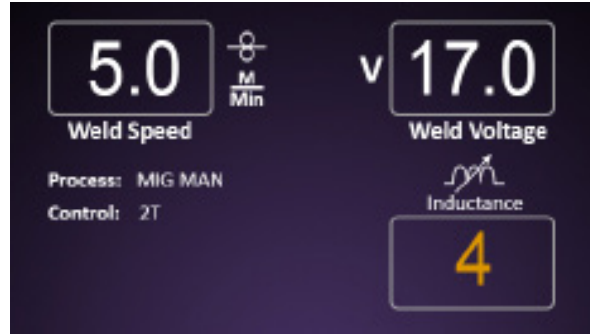 5.0 M/Min
Weld Speed
V 17.0
Weld Voltage
Process: MIG MAN
Control: 2T
Inductance
4